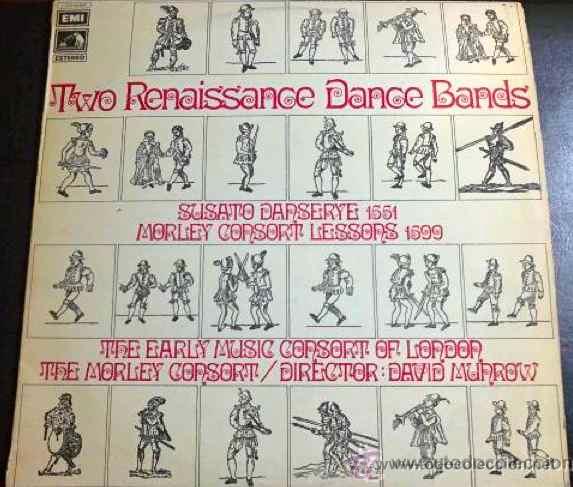 EMI
ESTEREO
Two Renaissance Dance Bands
SUSATO DANSERYE 1551
MORLEY CONSORT LESSONS 1599
THE EARLY MUSIC CONSORT OF LONDON
THE MORLEY CONSORT / DIRECTOR: DAVID MUNROW